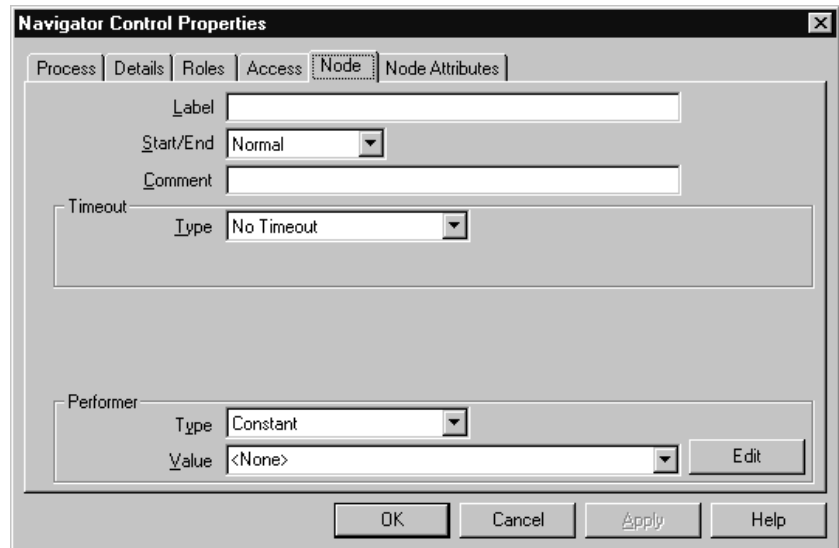 Navigator Control Properties
Process Details Roles Access Node Node Attributes
Label
Start/End Normal
Comment
Timeout
Type No Timeout
Performer
Type Constant
Value <None> Edit
OK Cancel Apply Help